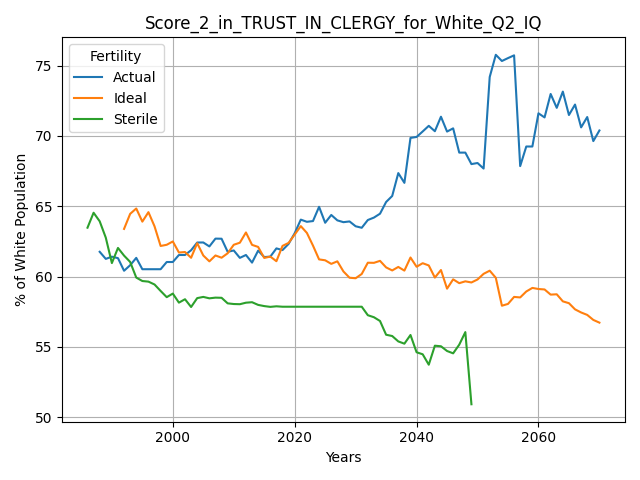 Score_2_in_TRUST_IN_CLERGY_for_White_Q2_IQ
Fertility
Actual
Ideal
Sterile
% of White Population
75
70
65
60
55
50
2000
2020
2040
2060
Years